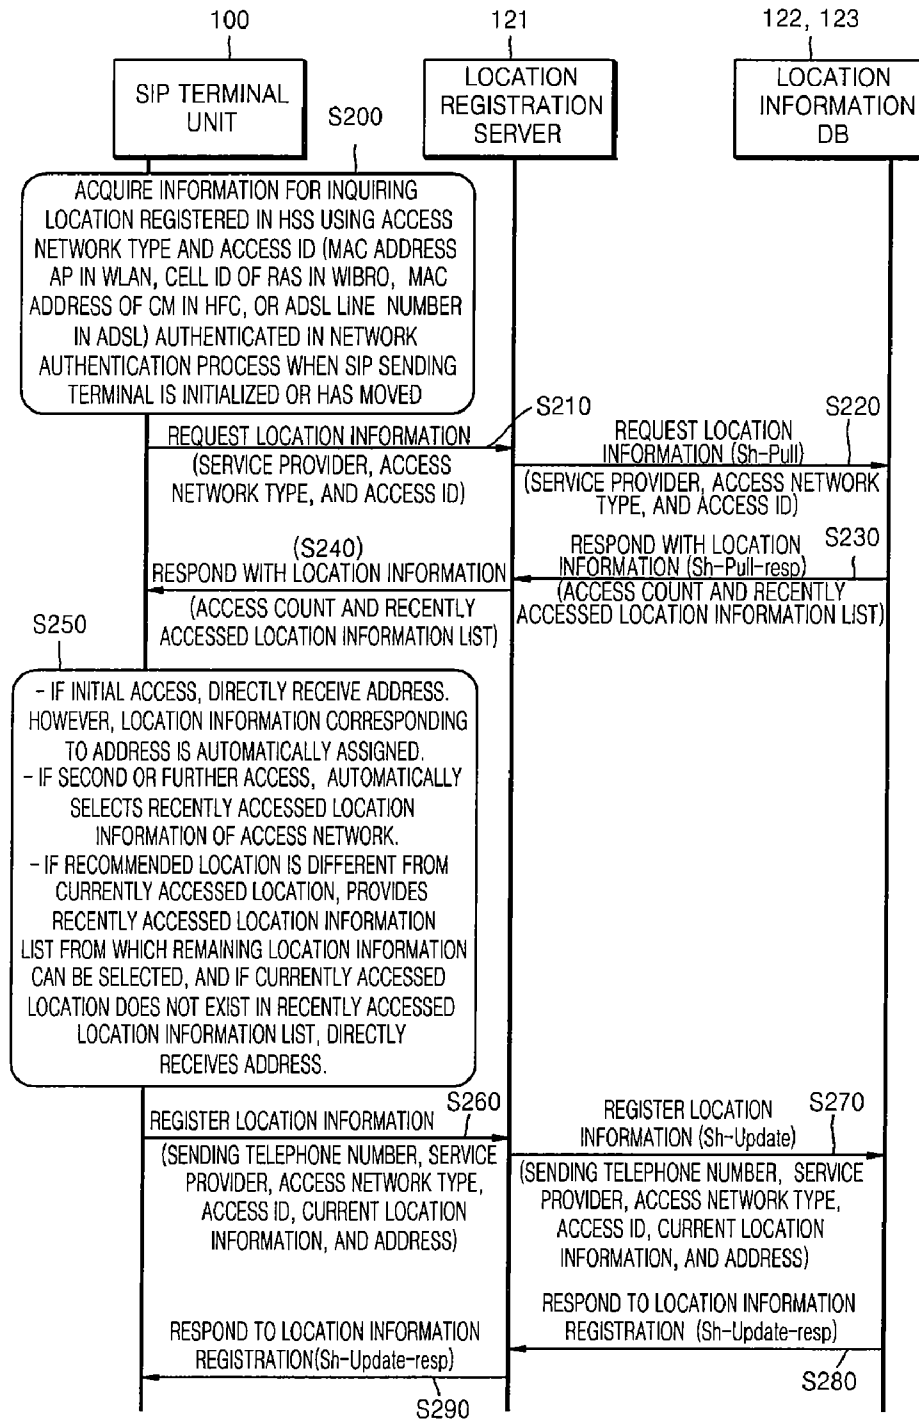 100
121
122, 123
SIP TERMINAL
UNIT
LOCATION
REGISTRATION
SERVER
LOCATION
INFORMATION
DB
S200
ACQUIRE INFORMATION FOR INQUIRING
LOCATION REGISTERED IN HSS USING ACCESS
NETWORK TYPE AND ACCESS ID (MAC ADDRESS
AP IN WLAN, CELL ID OF RAS IN WIBRO, MAC
ADDRESS OF CM IN HFC, OR ADSL LINE NUMBER
IN ADSL) AUTHENTICATED IN NETWORK
AUTHENTICATION PROCESS WHEN SIP SENDING
TERMINAL IS INITIALIZED OR HAS MOVED
S210
REQUEST LOCATION INFORMATION
(SERVICE PROVIDER, ACCESS
NETWORK TYPE, AND ACCESS ID)
S220
REQUEST LOCATION
INFORMATION (Sh-Pull)
(SERVICE PROVIDER, ACCESS NETWORK
TYPE, AND ACCESS ID)
S230
RESPOND WITH LOCATION
INFORMATION (Sh-Pull-resp)
(ACCESS COUNT AND RECENTLY
ACCESSED LOCATION INFORMATION LIST)
(S240)
RESPOND WITH LOCATION INFORMATION
(ACCESS COUNT AND RECENTLY
ACCESSED LOCATION INFORMATION LIST)
S250
- IF INITIAL ACCESS, DIRECTLY RECEIVE ADDRESS.
HOWEVER, LOCATION INFORMATION CORRESPONDING
TO ADDRESS IS AUTOMATICALLY ASSIGNED.
- IF SECOND OR FURTHER ACCESS, AUTOMATICALLY
SELECTS RECENTLY ACCESSED LOCATION
INFORMATION OF ACCESS NETWORK.
- IF RECOMMENDED LOCATION IS DIFFERENT FROM
CURRENTLY ACCESSED LOCATION, PROVIDES
RECENTLY ACCESSED LOCATION INFORMATION
LIST FROM WHICH REMAINING LOCATION INFORMATION
CAN BE SELECTED, AND IF CURRENTLY ACCESSED
LOCATION DOES NOT EXIST IN RECENTLY ACCESSED
LOCATION INFORMATION LIST, DIRECTLY
RECEIVES ADDRESS.
S260
REGISTER LOCATION INFORMATION
(SENDING TELEPHONE NUMBER, SERVICE
PROVIDER, ACCESS NETWORK TYPE,
ACCESS ID, CURRENT LOCATION
INFORMATION, AND ADDRESS)
S270
REGISTER LOCATION
INFORMATION (Sh-Update)
(SENDING TELEPHONE NUMBER, SERVICE
PROVIDER, ACCESS NETWORK TYPE,
ACCESS ID, CURRENT LOCATION
INFORMATION, AND ADDRESS)
RESPOND TO LOCATION INFORMATION
REGISTRATION (Sh-Update-resp)
S280
RESPOND TO LOCATION INFORMATION
REGISTRATION(Sh-Update-resp)
S290